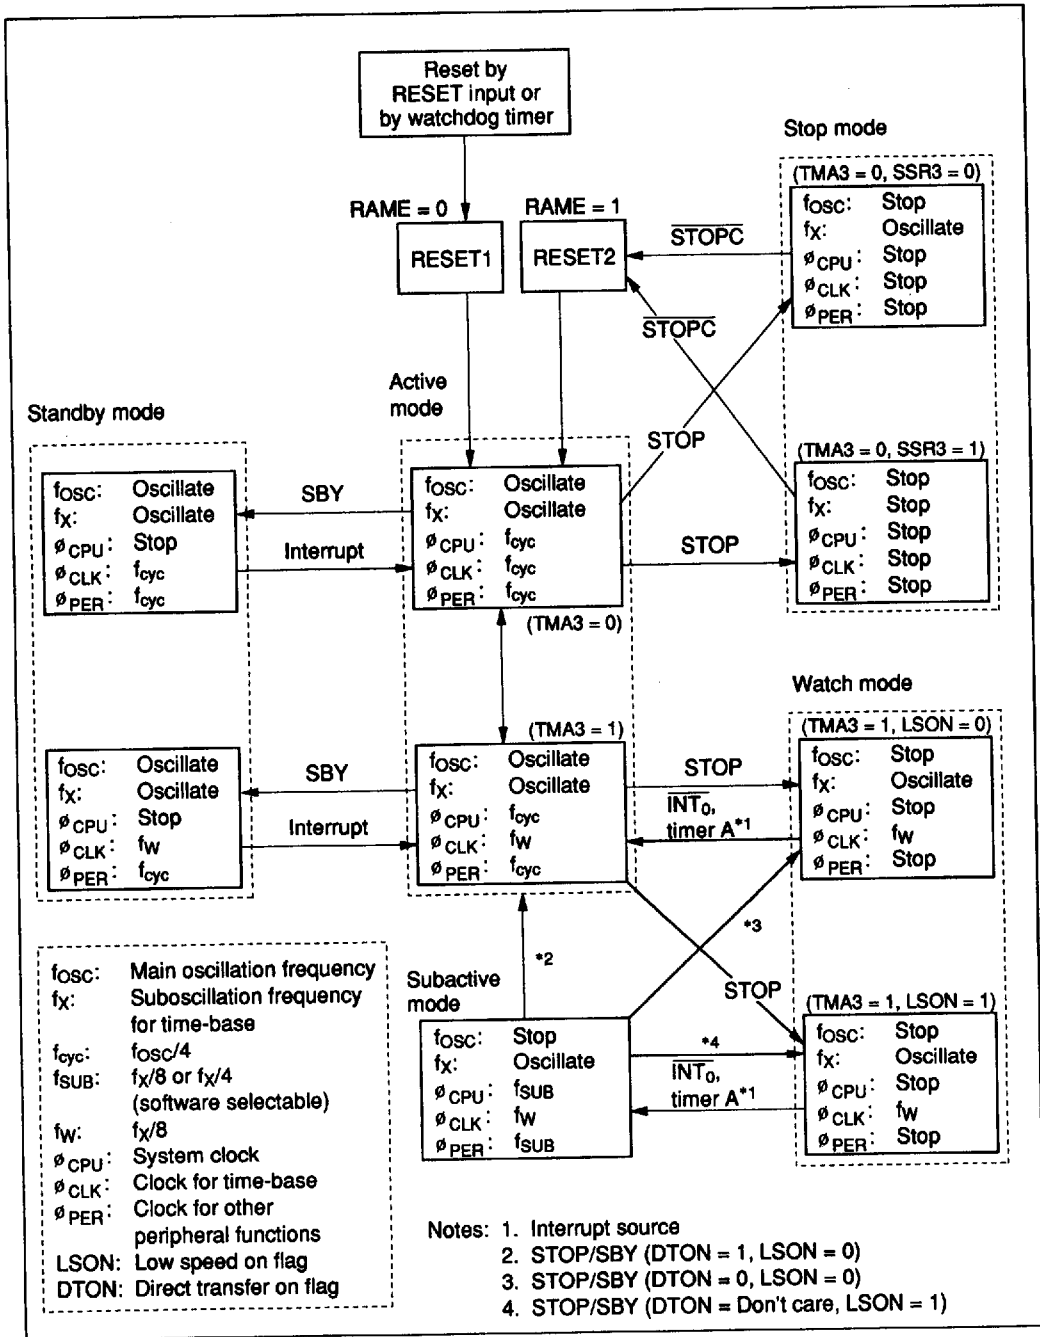 Reset by
RESET input or
by watchdog timer
Stop mode
(TMA3 = 0, SSR3 = 0)
fOSC: Stop
fX: Oscillate
øCPU: Stop
øCLK: Stop
øPER: Stop
RAME = 0
RAME = 1
RESET1
RESET2
S̅T̅O̅P̅C̅
S̅T̅O̅P̅C̅
STOP
Active
mode
Standby mode
fOSC: Oscillate
fX: Oscillate
øCPU: Stop
øCLK: fcyc
øPER: fcyc
SBY
Interrupt
fOSC: Oscillate
fX: Oscillate
øCPU: fcyc
øCLK: fcyc
øPER: fcyc
(TMA3 = 0)
STOP
(TMA3 = 0, SSR3 = 1)
fOSC: Stop
fX: Stop
øCPU: Stop
øCLK: Stop
øPER: Stop
Watch mode
(TMA3 = 1)
(TMA3 = 1, LSON = 0)
fOSC: Oscillate
fX: Oscillate
øCPU: Stop
øCLK: fW
øPER: fcyc
SBY
Interrupt
fOSC: Oscillate
fX: Oscillate
øCPU: fcyc
øCLK: fW
øPER: fcyc
STOP
I̅N̅T̅₀̅,
timer A*1
fOSC: Stop
fX: Oscillate
øCPU: Stop
øCLK: fW
øPER: Stop
*2
*3
STOP
Subactive
mode
fOSC: Stop
fX: Oscillate
øCPU: fSUB
øCLK: fW
øPER: fSUB
*4
I̅N̅T̅₀̅,
timer A*1
(TMA3 = 1, LSON = 1)
fOSC: Stop
fX: Oscillate
øCPU: Stop
øCLK: fW
øPER: Stop
fOSC: Main oscillation frequency
fX: Suboscillation frequency
for time-base
fcyc: fOSC/4
fSUB: fX/8 or fX/4
(software selectable)
fW: fX/8
øCPU: System clock
øCLK: Clock for time-base
øPER: Clock for other
peripheral functions
LSON: Low speed on flag
DTON: Direct transfer on flag
Notes: 1. Interrupt source
2. STOP/SBY (DTON = 1, LSON = 0)
3. STOP/SBY (DTON = 0, LSON = 0)
4. STOP/SBY (DTON = Don't care, LSON = 1)